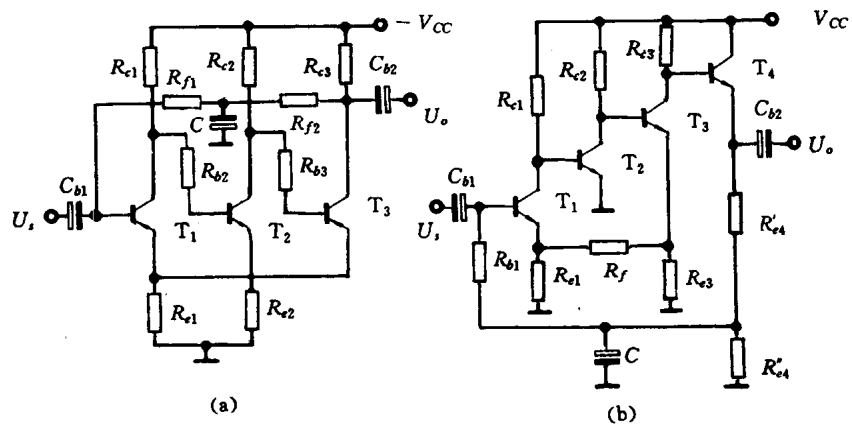 − V_CC
R_c1
R_c2
R_c3
C_b2
R_f1
R_f2
C
U_o
R_b2
R_b3
C_b1
U_s
T_1
T_2
T_3
R_e1
R_e2
(a)
V_CC
R_c3
R_c2
R_c1
T_4
T_3
C_b2
U_o
T_2
C_b1
T_1
U_s
R'_e4
R_b1
R_e1
R_f
R_e3
C
R''_e4
(b)